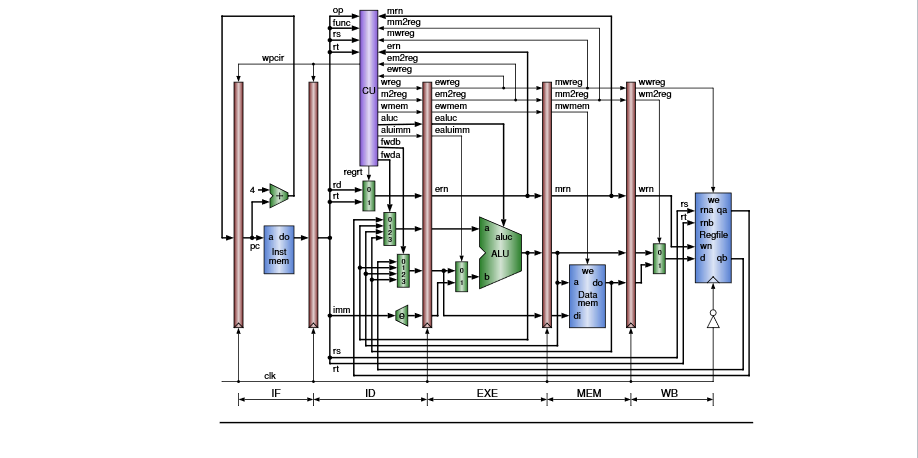 op
mrn
func
mm2reg
rs
mwreg
rt
ern
wpcir
em2reg
ewreg
CU
wreg
ewreg
mwreg
wwreg
m2reg
em2reg
mm2reg
wm2reg
wmem
ewmem
mwmem
aluc
ealuc
aluimm
ealuimm
fwdb
fwda
regrt
rd
0
ern
mrn
wrn
we
4
+
rt
1
rs
rna qa
rt
rnb
0
1
2
3
a
aluc
Regfile
pc
a do
Inst
mem
ALU
0
1
wn
d qb
0
1
2
3
0
1
b
we
a do
Data
mem
di
imm
e
rs
rt
clk
IF
ID
EXE
MEM
WB